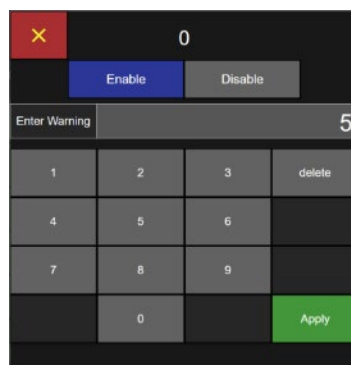 × 0
Enable Disable
Enter Warning 5
1 2 3 delete
4 5 6
7 8 9
0 Apply